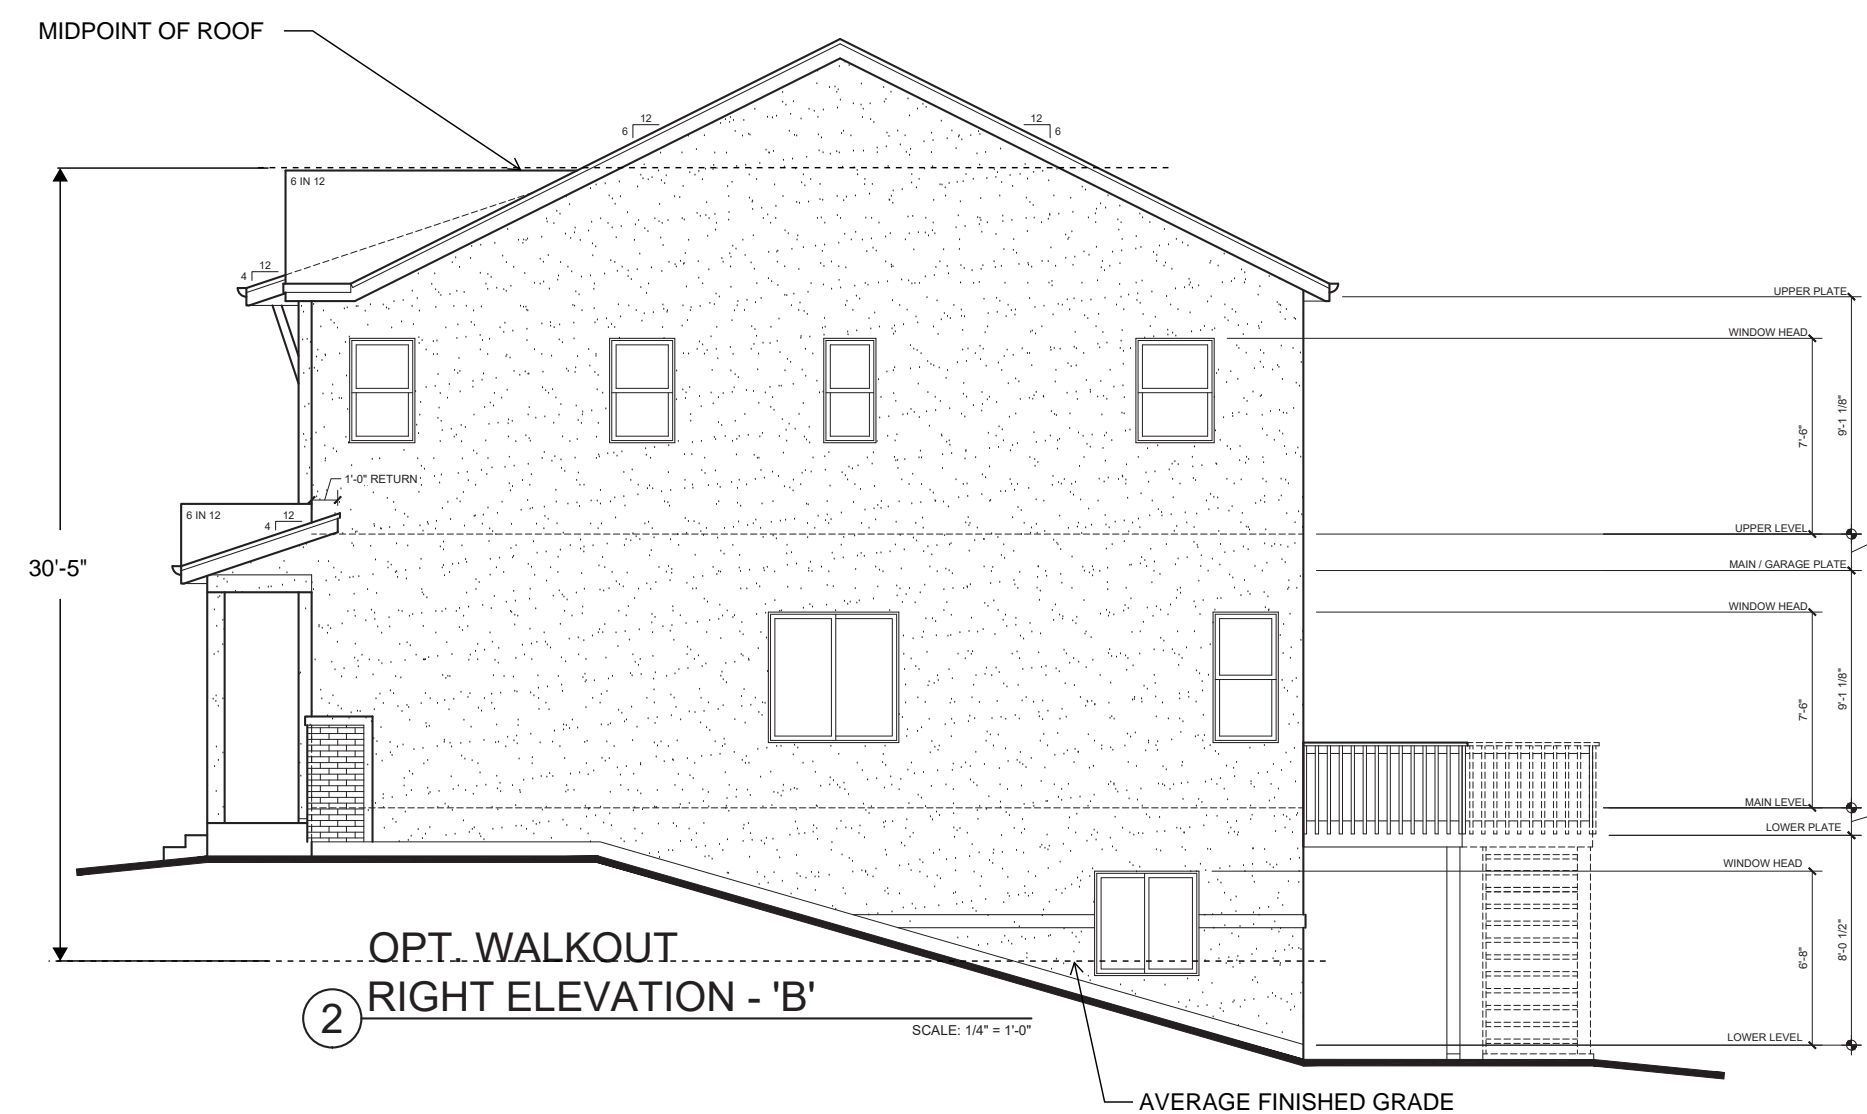 MIDPOINT OF ROOF
12
6
12
6
6 IN 12
12
4
UPPER PLATE
WINDOW HEAD
7'-6"
9'-1 1/8"
1'-0" RETURN
6 IN 12
12
4
UPPER LEVEL
30'-5"
MAIN / GARAGE PLATE
WINDOW HEAD
7'-6"
9'-1 1/8"
MAIN LEVEL
LOWER PLATE
WINDOW HEAD
6'-8"
8'-0 1/2"
OPT. WALKOUT
RIGHT ELEVATION - 'B'
2
SCALE: 1/4" = 1'-0"
LOWER LEVEL
AVERAGE FINISHED GRADE